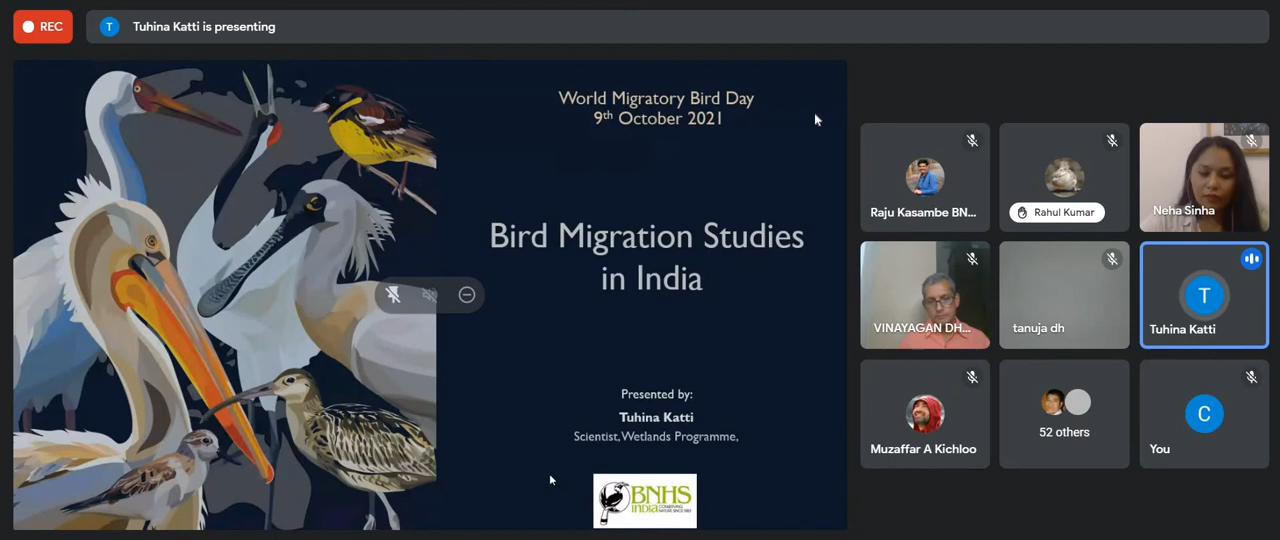 REC
T
Tuhina Katti is presenting
World Migratory Bird Day
9th October 2021
Bird Migration Studies
in India
Presented by:
Tuhina Katti
Scientist,Wetlands Programme,
BNHS
INDIA
Raju Kasambe BN...
Rahul Kumar
Neha Sinha
VINAYAGAN DH...
tanuja dh
T
Tuhina Katti
Muzaffar A Kichloo
52 others
C
You